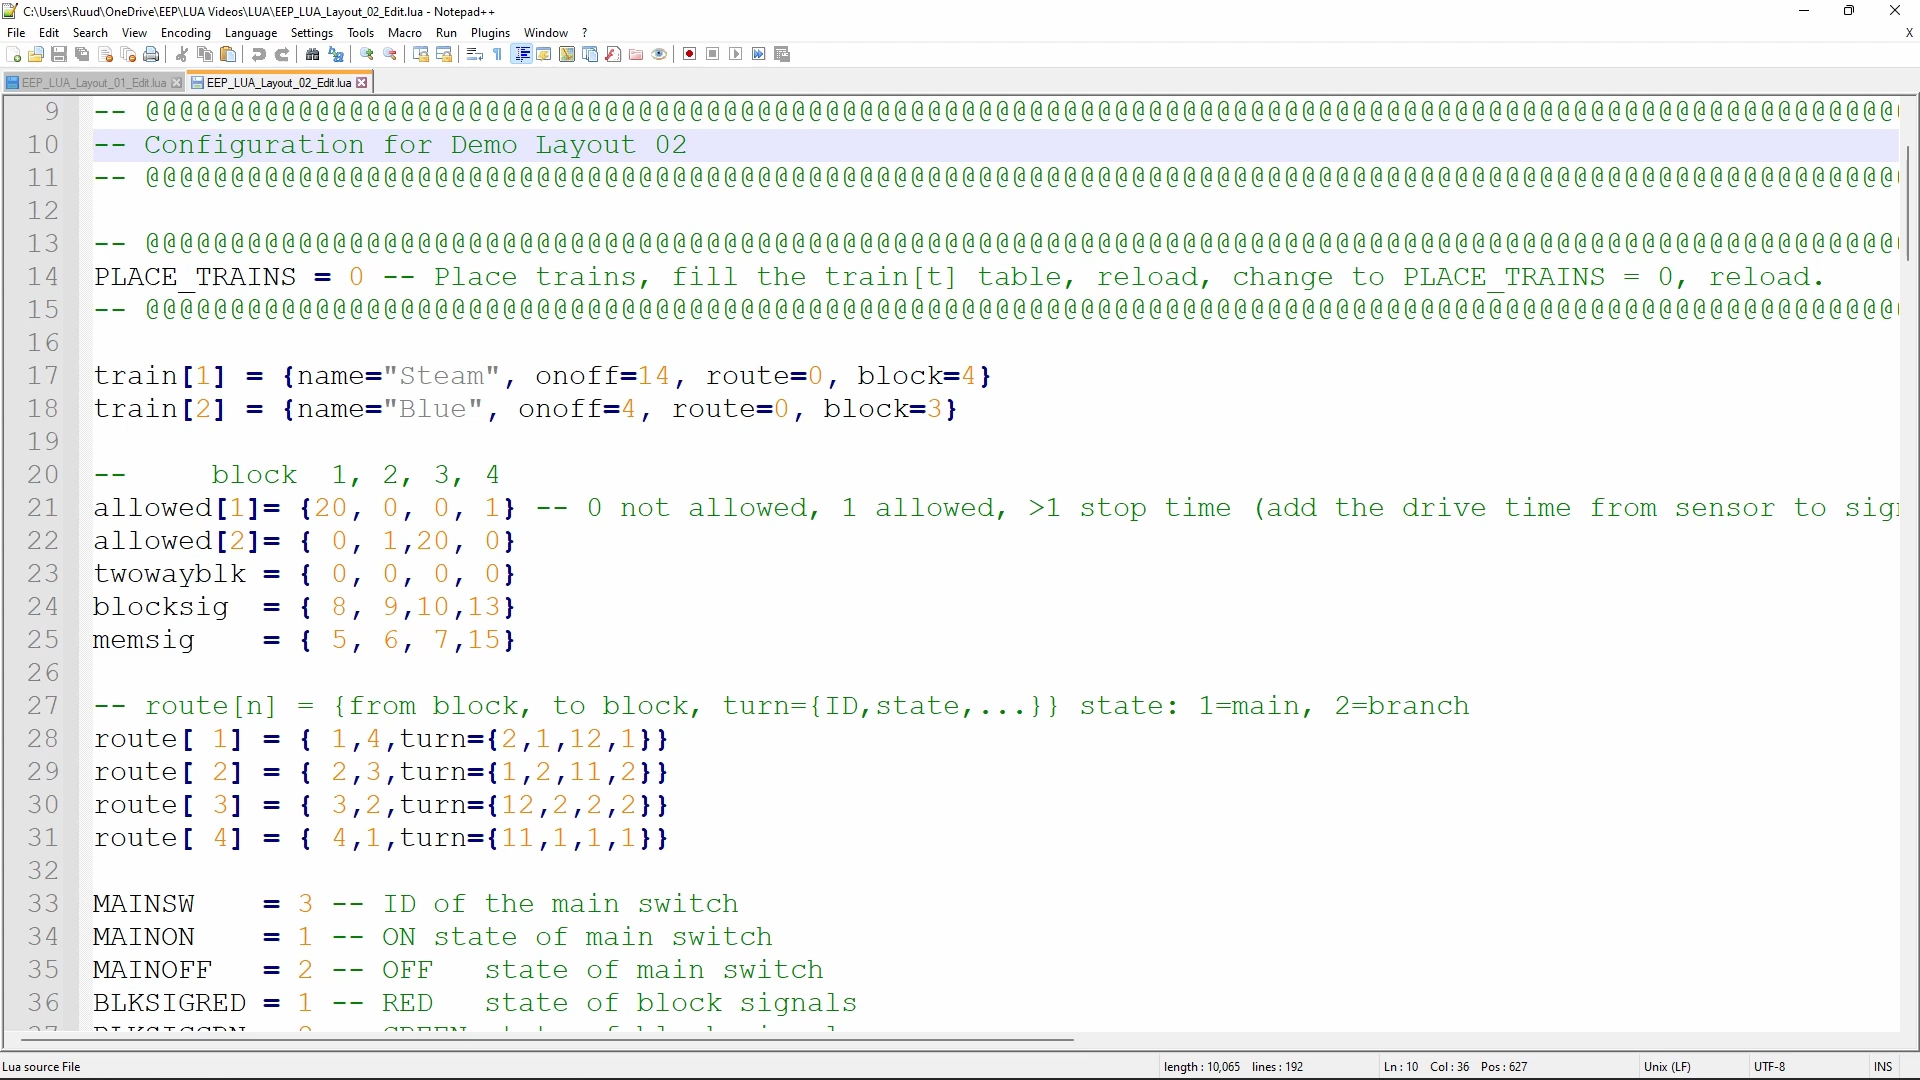 C:\Users\Ruud\OneDrive\EEP\LUA Videos\LUA\EEP_LUA_Layout_02_Edit.lua - Notepad++
File Edit Search View Encoding Language Settings Tools Macro Run Plugins Window ? X
EEP_LUA_Layout_01_Edit.lua EEP_LUA_Layout_02_Edit.lua
9 -- @@@@@@@@@@@@@@@@@@@@@@@@@@@@@@@@@@@@@@@@@@@@@@@@@@@@@@@@@@@@@@@@@@@@@@@@@@@@@@@@@@@@@@@@@@@@@@@@@@@@@@@
10 -- Configuration for Demo Layout 02
11 -- @@@@@@@@@@@@@@@@@@@@@@@@@@@@@@@@@@@@@@@@@@@@@@@@@@@@@@@@@@@@@@@@@@@@@@@@@@@@@@@@@@@@@@@@@@@@@@@@@@@@@@@
12
13 -- @@@@@@@@@@@@@@@@@@@@@@@@@@@@@@@@@@@@@@@@@@@@@@@@@@@@@@@@@@@@@@@@@@@@@@@@@@@@@@@@@@@@@@@@@@@@@@@@@@@@@@@
14 PLACE_TRAINS = 0 -- Place trains, fill the train[t] table, reload, change to PLACE_TRAINS = 0, reload.
15 -- @@@@@@@@@@@@@@@@@@@@@@@@@@@@@@@@@@@@@@@@@@@@@@@@@@@@@@@@@@@@@@@@@@@@@@@@@@@@@@@@@@@@@@@@@@@@@@@@@@@@@@@
16
17 train[1] = {name="Steam", onoff=14, route=0, block=4}
18 train[2] = {name="Blue", onoff=4, route=0, block=3}
19
20 --     block  1, 2, 3, 4
21 allowed[1]= {20, 0, 0, 1} -- 0 not allowed, 1 allowed, >1 stop time (add the drive time from sensor to
22 allowed[2]= { 0, 1,20, 0}
23 twowayblk = { 0, 0, 0, 0}
24 blocksig  = { 8, 9,10,13}
25 memsig    = { 5, 6, 7,15}
26
27 -- route[n] = {from block, to block, turn={ID,state,...}} state: 1=main, 2=branch
28 route[ 1] = { 1,4,turn={2,1,12,1}}
29 route[ 2] = { 2,3,turn={1,2,11,2}}
30 route[ 3] = { 3,2,turn={12,2,2,2}}
31 route[ 4] = { 4,1,turn={11,1,1,1}}
32
33 MAINSW    = 3 -- ID of the main switch
34 MAINON    = 1 -- ON state of main switch
35 MAINOFF   = 2 -- OFF   state of main switch
36 BLKSIGRED = 1 -- RED   state of block signals
Lua source File length : 10,065 lines : 192 Ln : 10 Col : 36 Pos : 627 Unix (LF) UTF-8 INS